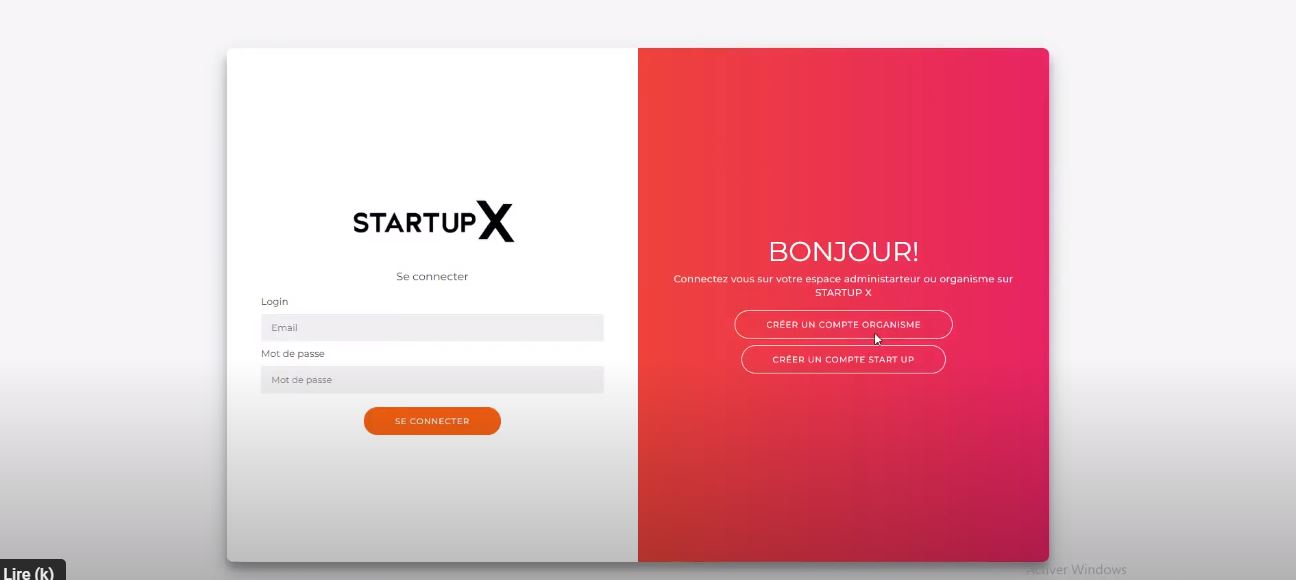 STARTUPX
Se connecter
Login
Email
Mot de passe
Mot de passe
SE CONNECTER
BONJOUR!
Connectez vous sur votre espace administarteur ou organisme sur
STARTUP X
CRÉER UN COMPTE ORGANISME
CRÉER UN COMPTE START UP
Lire (k)
Activer Windows